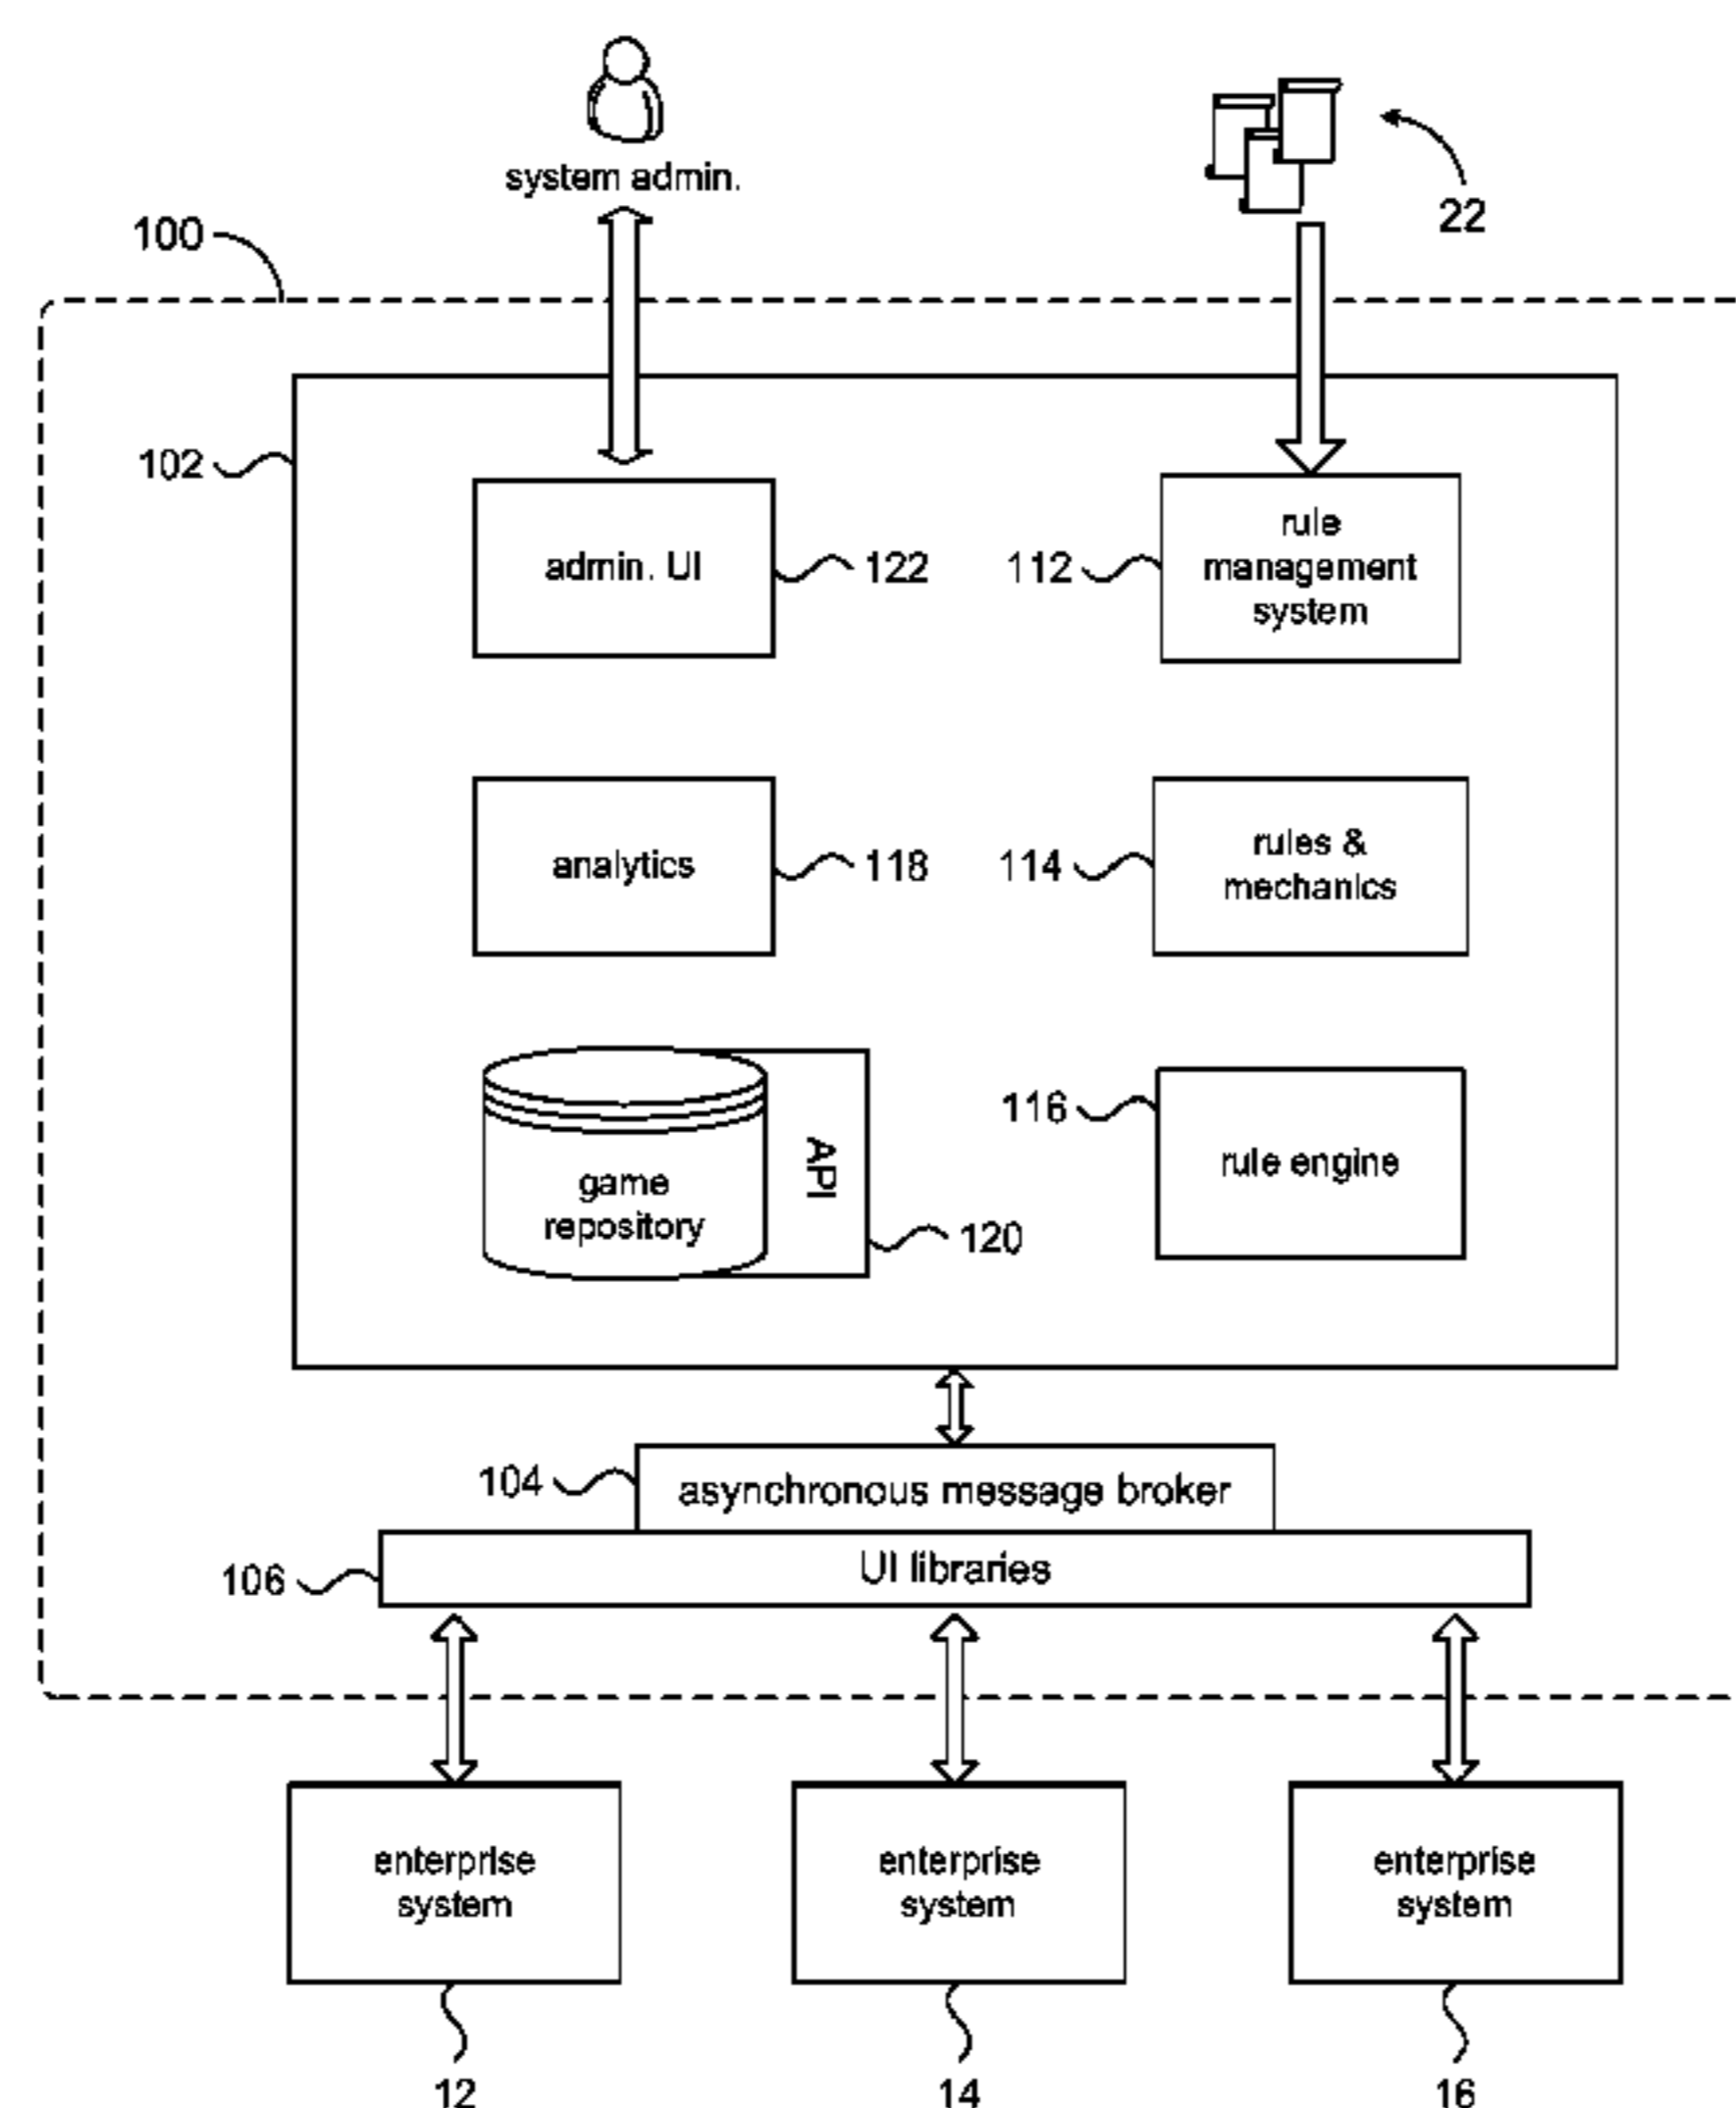 system admin.
22
100
102
admin. UI
122
112
rule
management
system
analytics
118
114
rules &
mechanics
game
repository
API
120
116
rule engine
104
asynchronous message broker
106
UI libraries
enterprise
system
enterprise
system
enterprise
system
12
14
16